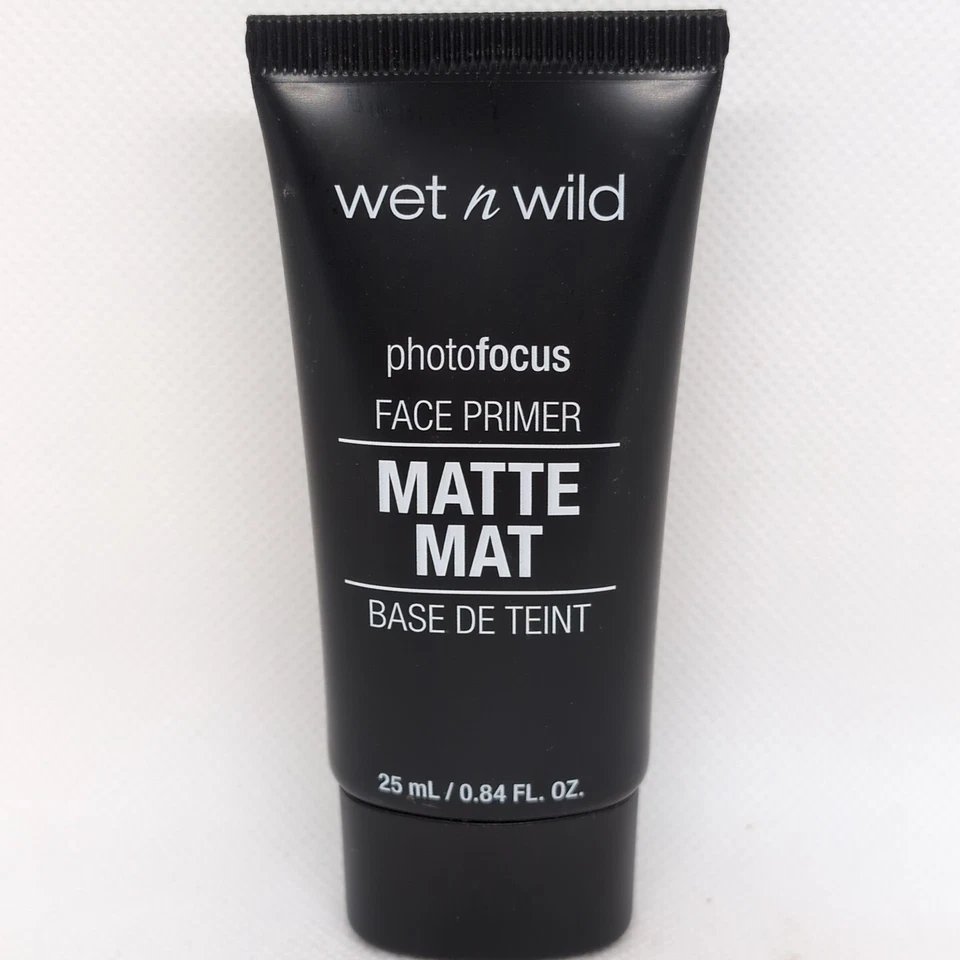 wet n wild
photofocus
FACE PRIMER
MATTE
MAT
BASE DE TEINT
25 mL / 0.84 FL. OZ.